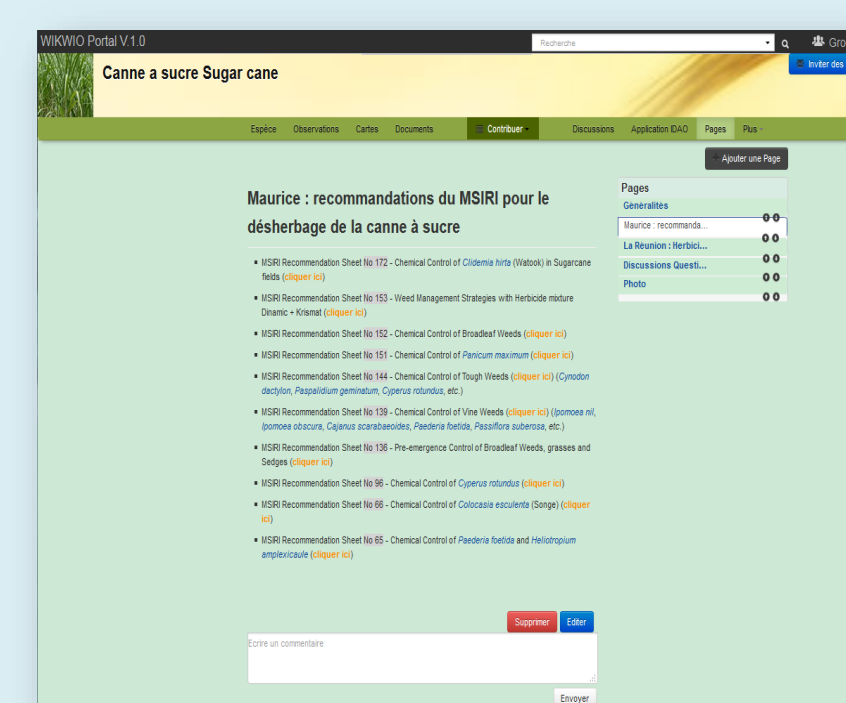 WIKWIO Portal V.1.0
Recherche
Gro
Inviter des
Canne a sucre Sugar cane
Espèce Observations Cartes Documents Contribuer Discussions Application IDAO Pages Plus
Ajouter une Page
Maurice : recommandations du MSIRI pour le
désherbage de la canne à sucre
MSIRI Recommendation Sheet No 172 - Chemical Control of Clidemia hirta (Watook) in Sugarcane
fields (cliquer ici)
MSIRI Recommendation Sheet No 153 - Weed Management Strategies with Herbicide mixture
Dinamic + Krismat (cliquer ici)
MSIRI Recommendation Sheet No 152 - Chemical Control of Broadleaf Weeds (cliquer ici)
MSIRI Recommendation Sheet No 151 - Chemical Control of Panicum maximum (cliquer ici)
MSIRI Recommendation Sheet No 144 - Chemical Control of Tough Weeds (cliquer ici) (Cynodon
dactylon, Paspalidium geminatum, Cyperus rotundus, etc.)
MSIRI Recommendation Sheet No 139 - Chemical Control of Vine Weeds (cliquer ici) (Ipomoea nil,
Ipomoea obscura, Cajanus scarabaeoides, Paederia foetida, Passiflora suberosa, etc.)
MSIRI Recommendation Sheet No 136 - Pre-emergence Control of Broadleaf Weeds, grasses and
Sedges (cliquer ici)
MSIRI Recommendation Sheet No 96 - Chemical Control of Cyperus rotundus (cliquer ici)
MSIRI Recommendation Sheet No 66 - Chemical Control of Colocasia esculenta (Songe) (cliquer
ici)
MSIRI Recommendation Sheet No 65 - Chemical Control of Paederia foetida and Heliotropium
amplexicaule (cliquer ici)
Pages
Généralités
Maurice : recommanda...
La Réunion : Herbici...
Discussions Questi...
Photo
Supprimer Editer
Ecrire un commentaire
Envoyer